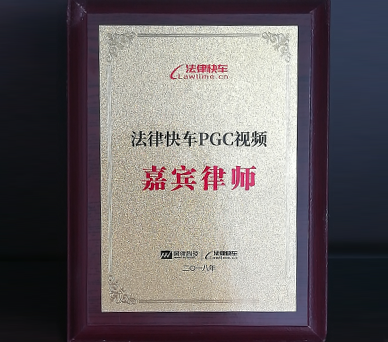 法律快车
Lawtime.cn
法律快车PGC视频
嘉宾律师
法律快车
二〇一八年